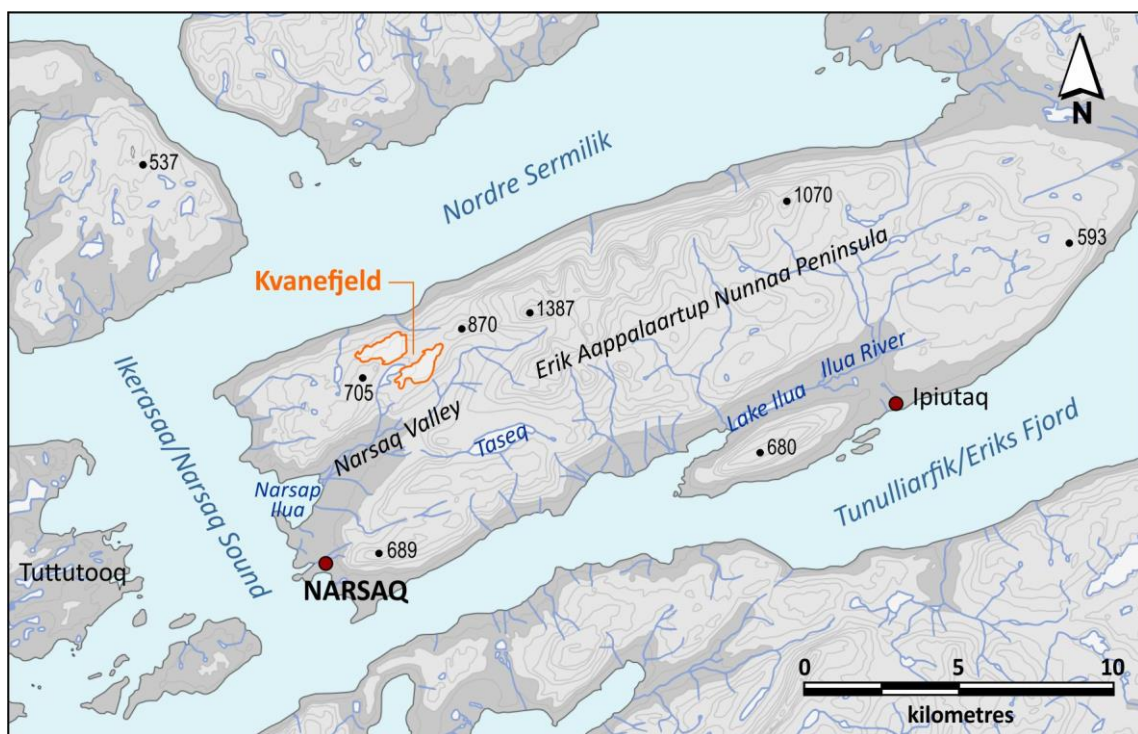 N
537
Nordre Sermilik
1070
593
Kvanefjeld
1387
870
Erik Aappalaartup Nunnaa Peninsula
705
Ikerasaa/Narsaq Sound
Narsaq Valley
Taseq
Lake Ilua
Ilua River
Ipiutaq
680
Tunulliarfik/Eriks Fjord
Narsap
Ilua
689
NARSAQ
Tuttutooq
0 5 10
kilometres